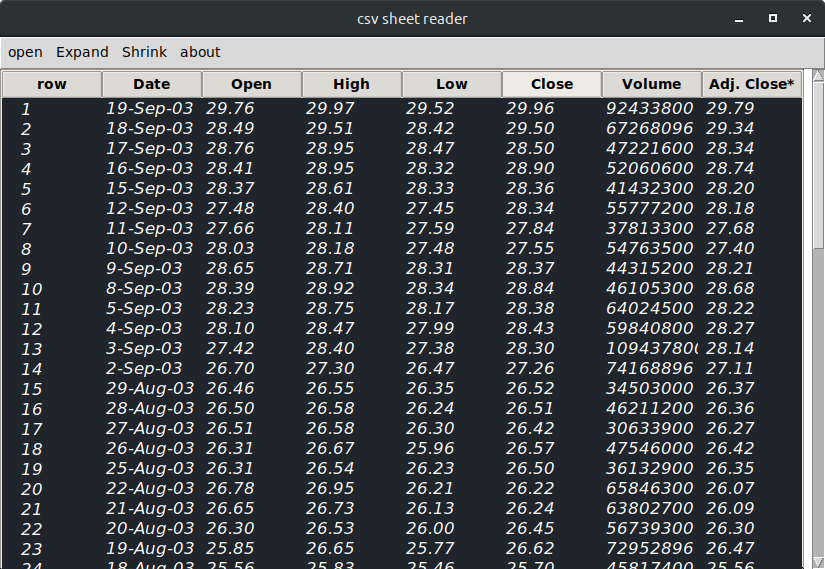 csv sheet reader
open Expand Shrink about
row Date Open High Low Close Volume Adj. Close*
1 19-Sep-03 29.76 29.97 29.52 29.96 92433800 29.79
2 18-Sep-03 28.49 29.51 28.42 29.50 67268096 29.34
3 17-Sep-03 28.76 28.95 28.47 28.50 47221600 28.34
4 16-Sep-03 28.41 28.95 28.32 28.90 52060600 28.74
5 15-Sep-03 28.37 28.61 28.33 28.36 41432300 28.20
6 12-Sep-03 27.48 28.40 27.45 28.34 55777200 28.18
7 11-Sep-03 27.66 28.11 27.59 27.84 37813300 27.68
8 10-Sep-03 28.03 28.18 27.48 27.55 54763500 27.40
9 9-Sep-03 28.65 28.71 28.31 28.37 44315200 28.21
10 8-Sep-03 28.39 28.92 28.34 28.84 46105300 28.68
11 5-Sep-03 28.23 28.75 28.17 28.38 64024500 28.22
12 4-Sep-03 28.10 28.47 27.99 28.43 59840800 28.27
13 3-Sep-03 27.42 28.40 27.38 28.30 109437800 28.14
14 2-Sep-03 26.70 27.30 26.47 27.26 74168896 27.11
15 29-Aug-03 26.46 26.55 26.35 26.52 34503000 26.37
16 28-Aug-03 26.50 26.58 26.24 26.51 46211200 26.36
17 27-Aug-03 26.51 26.58 26.30 26.42 30633900 26.27
18 26-Aug-03 26.31 26.67 25.96 26.57 47546000 26.42
19 25-Aug-03 26.31 26.54 26.23 26.50 36132900 26.35
20 22-Aug-03 26.78 26.95 26.21 26.22 65846300 26.07
21 21-Aug-03 26.65 26.73 26.13 26.24 63802700 26.09
22 20-Aug-03 26.30 26.53 26.00 26.45 56739300 26.30
23 19-Aug-03 25.85 26.65 25.77 26.62 72952896 26.47
24 18-Aug-03 25.56 25.83 25.46 25.70 45817400 25.56